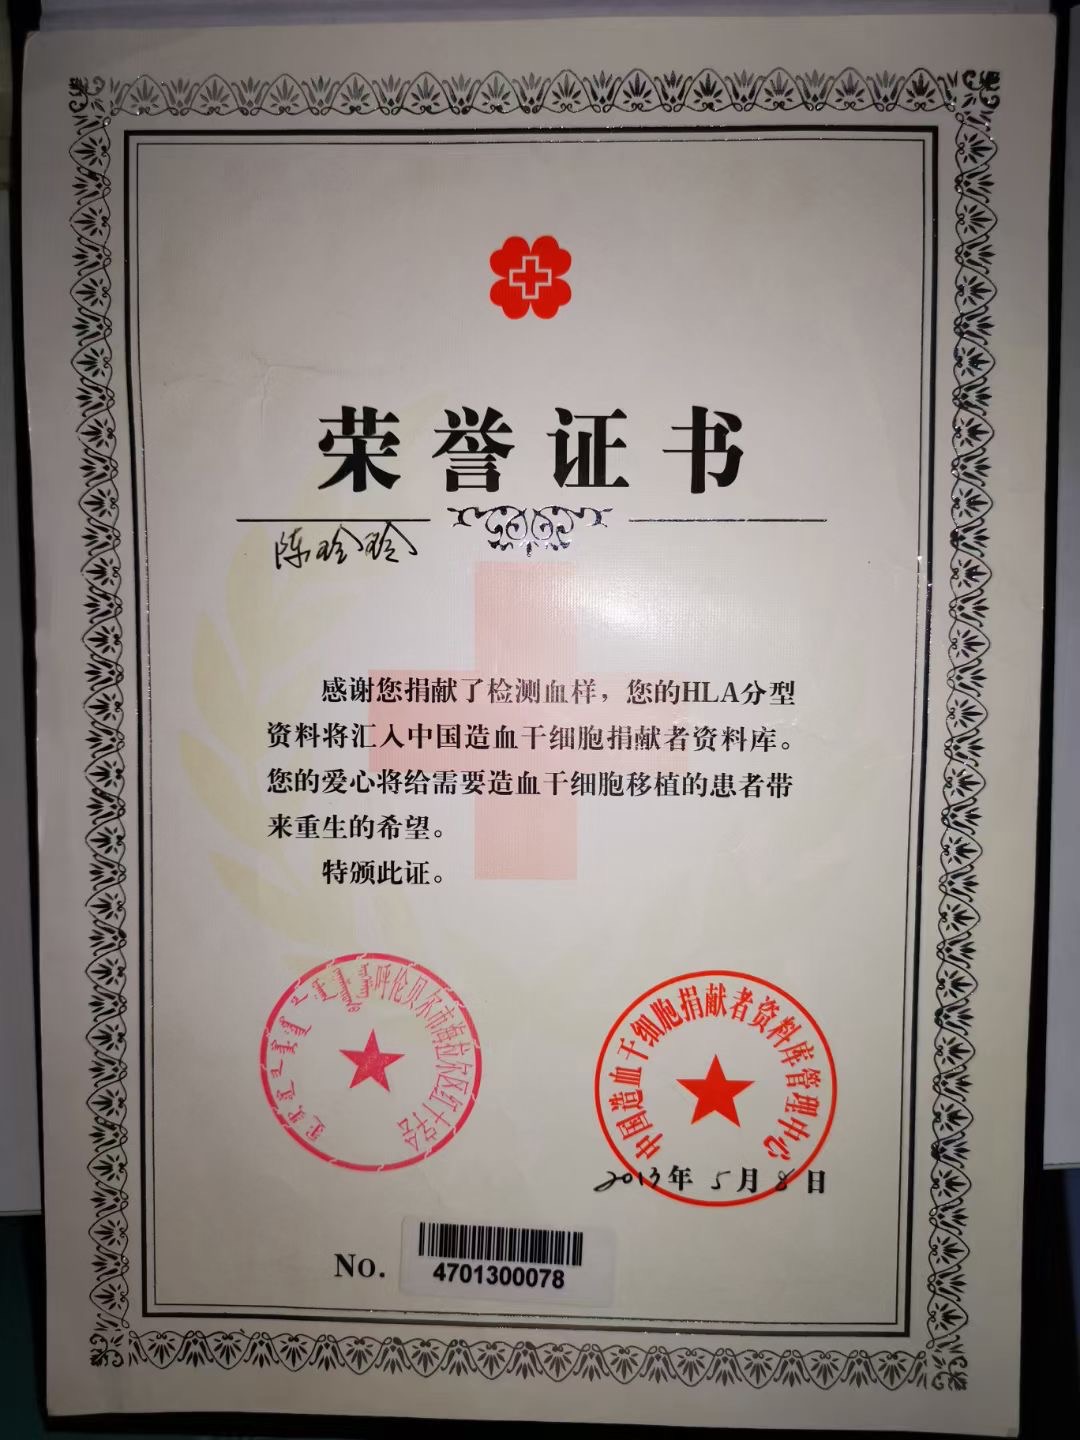 荣誉证书
陈玲玲
感谢您捐献了检测血样，您的HLA分型
资料将汇入中国造血干细胞捐献者资料库。
您的爱心将给需要造血干细胞移植的患者带
来重生的希望。
特颁此证。
呼伦贝尔市海拉尔区红十字会
中国造血干细胞捐献者资料库管理中心
2013年5月8日
No. 4701300078